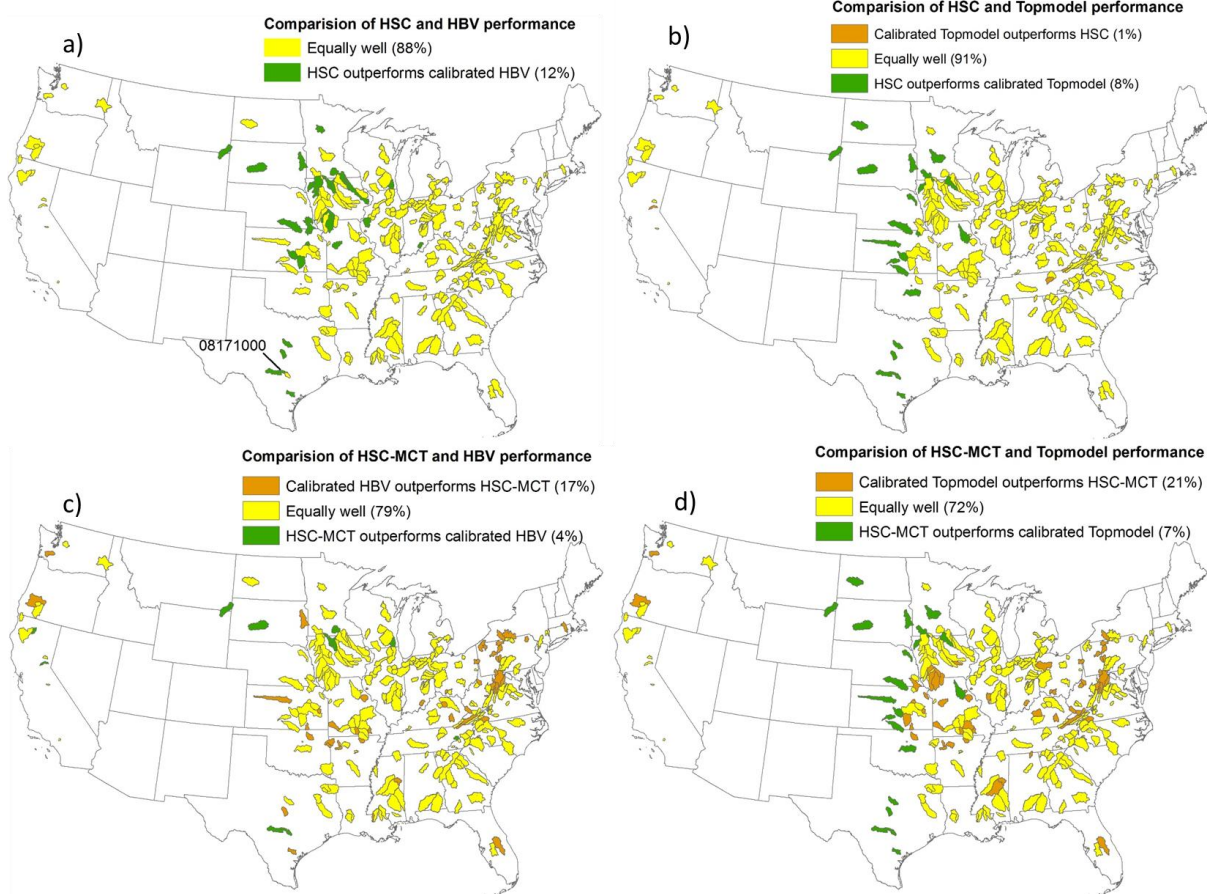 Comparision of HSC and HBV performance
a)
Equally well (88%)
HSC outperforms calibrated HBV (12%)
08171000
Comparision of HSC and Topmodel performance
b)
Calibrated Topmodel outperforms HSC (1%)
Equally well (91%)
HSC outperforms calibrated Topmodel (8%)
Comparision of HSC-MCT and HBV performance
c)
Calibrated HBV outperforms HSC-MCT (17%)
Equally well (79%)
HSC-MCT outperforms calibrated HBV (4%)
Comparision of HSC-MCT and Topmodel performance
d)
Calibrated Topmodel outperforms HSC-MCT (21%)
Equally well (72%)
HSC-MCT outperforms calibrated Topmodel (7%)